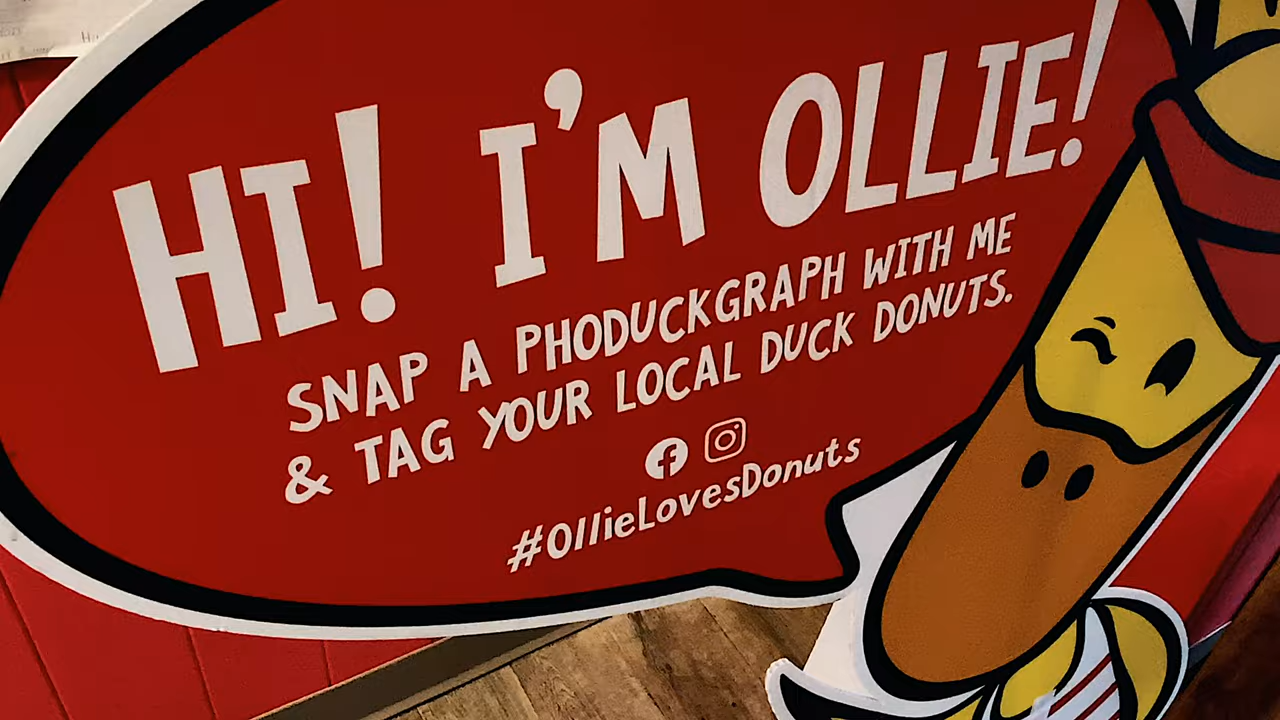 HI! I'M OLLIE!
SNAP A PHODUCKGRAPH WITH ME
& TAG YOUR LOCAL DUCK DONUTS.
#OllieLovesDonuts